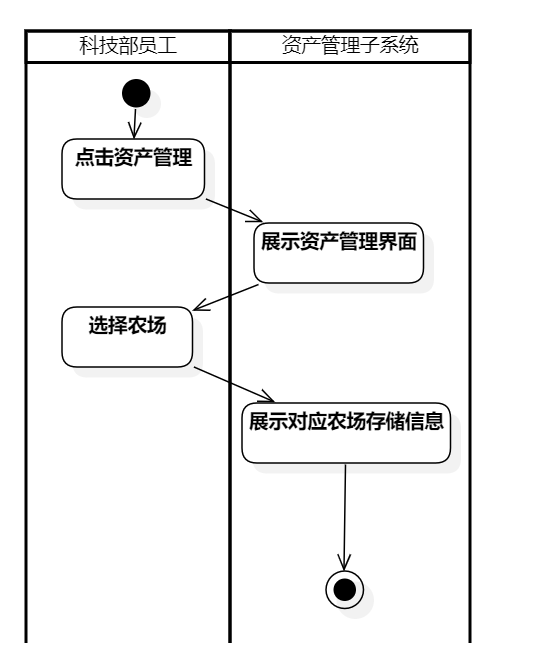 科技部员工
资产管理子系统
点击资产管理
展示资产管理界面
选择农场
展示对应农场存储信息